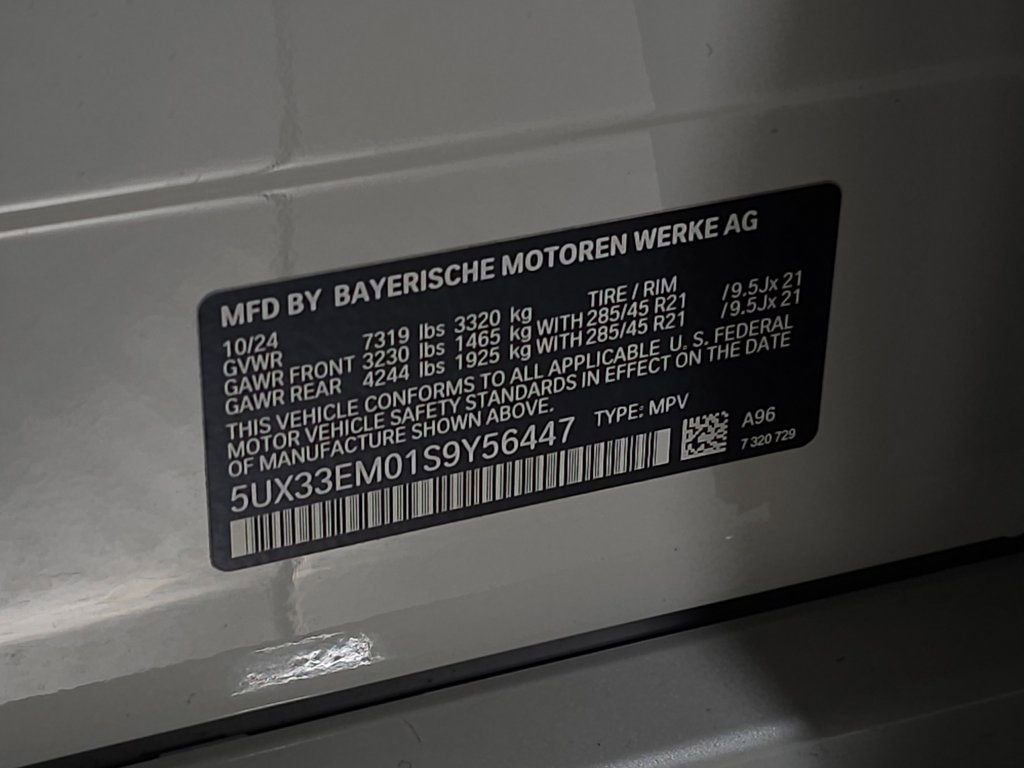 MFD BY BAYERISCHE MOTOREN WERKE AG
10/24 TIRE / RIM
GVWR 7319 lbs 3320 kg
GAWR FRONT 3230 lbs 1465 kg WITH 285/45 R21 /9.5Jx 21
GAWR REAR 4244 lbs 1925 kg WITH 285/45 R21 /9.5Jx 21
THIS VEHICLE CONFORMS TO ALL APPLICABLE U. S. FEDERAL
MOTOR VEHICLE SAFETY STANDARDS IN EFFECT ON THE DATE
OF MANUFACTURE SHOWN ABOVE.
5UX33EM01S9Y56447 TYPE: MPV
A96
7 320 729